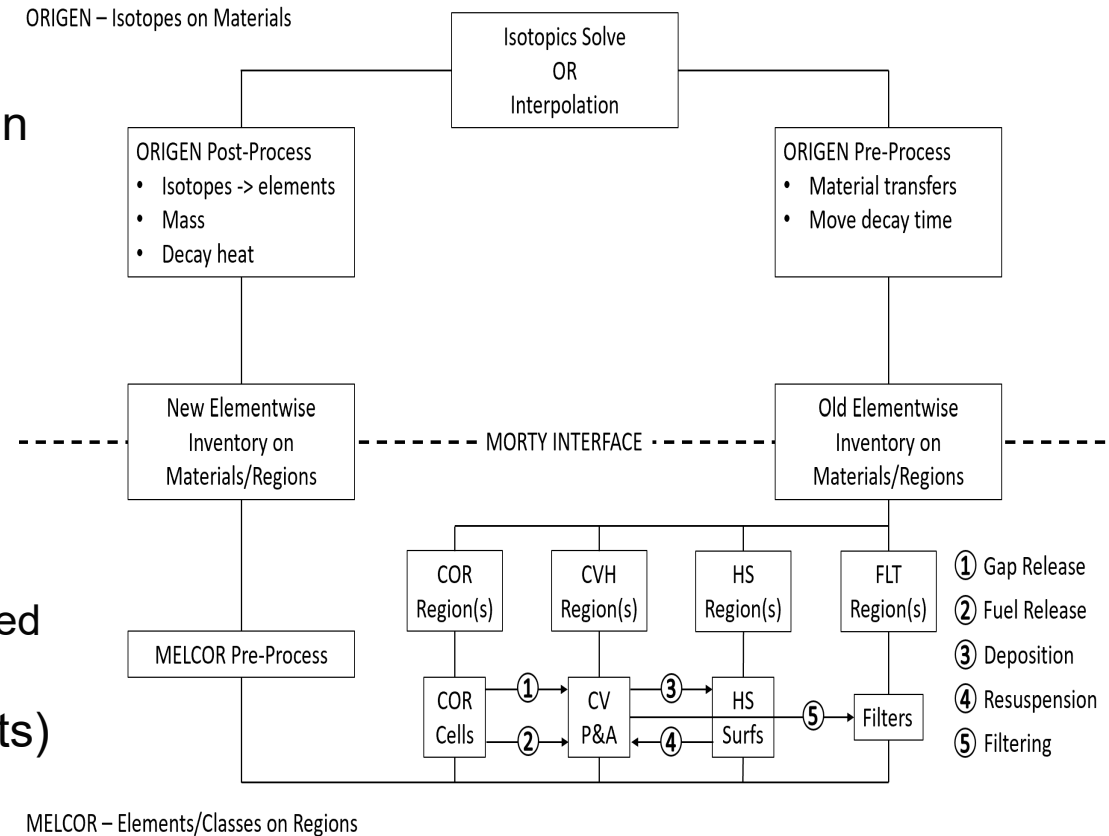 ORIGEN – Isotopes on Materials
Isotopics Solve
OR
Interpolation
n
ORIGEN Post-Process
• Isotopes -> elements
• Mass
• Decay heat
ORIGEN Pre-Process
• Material transfers
• Move decay time
New Elementwise
Inventory on
Materials/Regions
MORTY INTERFACE
Old Elementwise
Inventory on
Materials/Regions
COR
Region(s)
CVH
Region(s)
HS
Region(s)
FLT
Region(s)
① Gap Release
② Fuel Release
③ Deposition
④ Resuspension
⑤ Filtering
ed
MELCOR Pre-Process
ts)
COR
Cells
①
②
CV
P&A
③
④
HS
Surfs
⑤
Filters
MELCOR – Elements/Classes on Regions